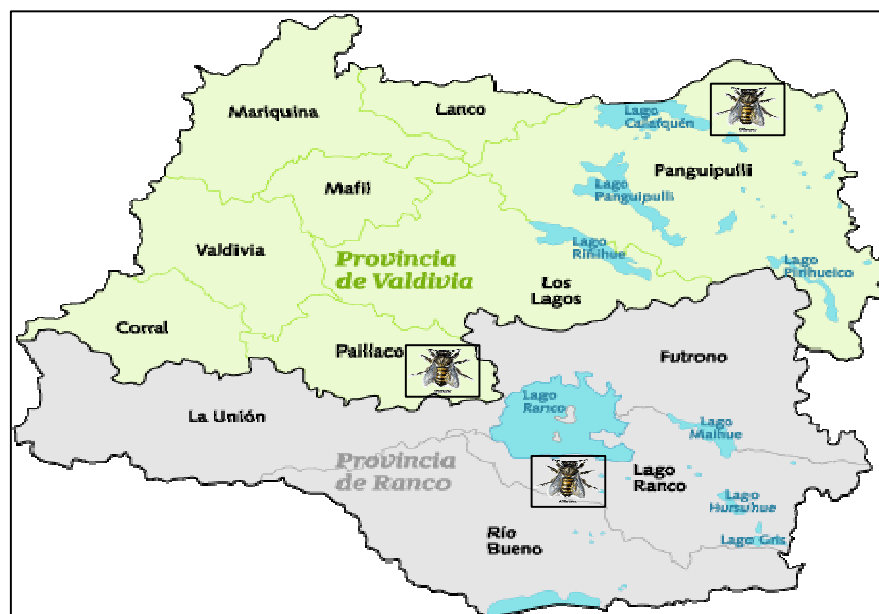 Mariquina
Lanco
Lago
Calafquén
Panguipulli
Mafil
Lago
Panguipulli
Valdivia
Provincia
de Valdivia
Lago
Riñihue
Lago
Pirihueico
Los
Lagos
Corral
Paillaco
Futrono
La Unión
Lago
Ranco
Lago
Maihue
Provincia
de Ranco
Lago
Ranco
Lago
Río
Bueno
Lago Gris